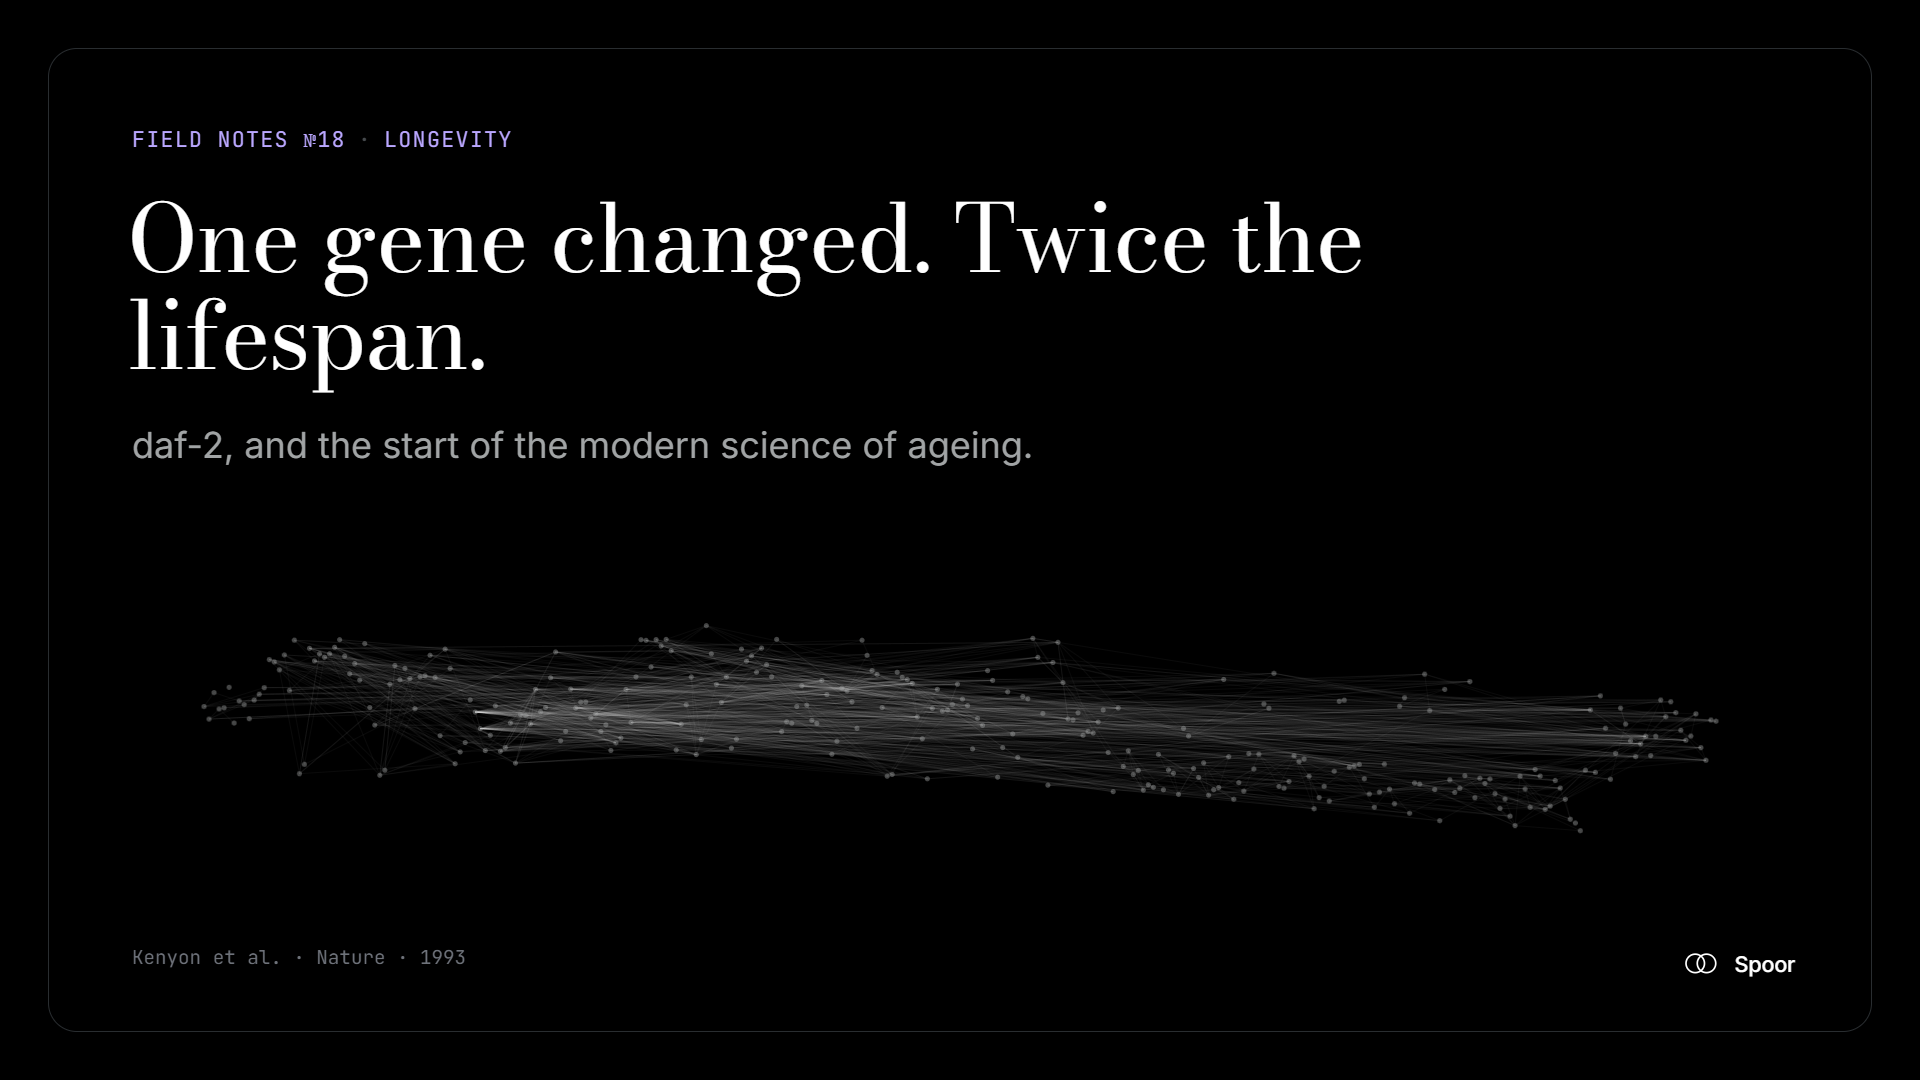 FIELD NOTES №18 · LONGEVITY
One gene changed. Twice the
lifespan.
daf-2, and the start of the modern science of ageing.
Kenyon et al. · Nature · 1993
Spoor